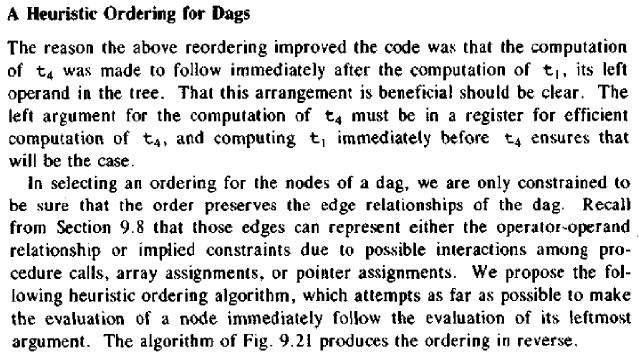 A Heuristic Ordering for Dags
The reason the above reordering improved the code was that the computation
of t₄ was made to follow immediately after the computation of t₁, its left
operand in the tree. That this arrangement is beneficial should be clear. The
left argument for the computation of t₄ must be in a register for efficient
computation of t₄, and computing t₁ immediately before t₄ ensures that
will be the case.
In selecting an ordering for the nodes of a dag, we are only constrained to
be sure that the order preserves the edge relationships of the dag. Recall
from Section 9.8 that those edges can represent either the operator-operand
relationship or implied constraints due to possible interactions among pro-
cedure calls, array assignments, or pointer assignments. We propose the fol-
lowing heuristic ordering algorithm, which attempts as far as possible to make
the evaluation of a node immediately follow the evaluation of its leftmost
argument. The algorithm of Fig. 9.21 produces the ordering in reverse.